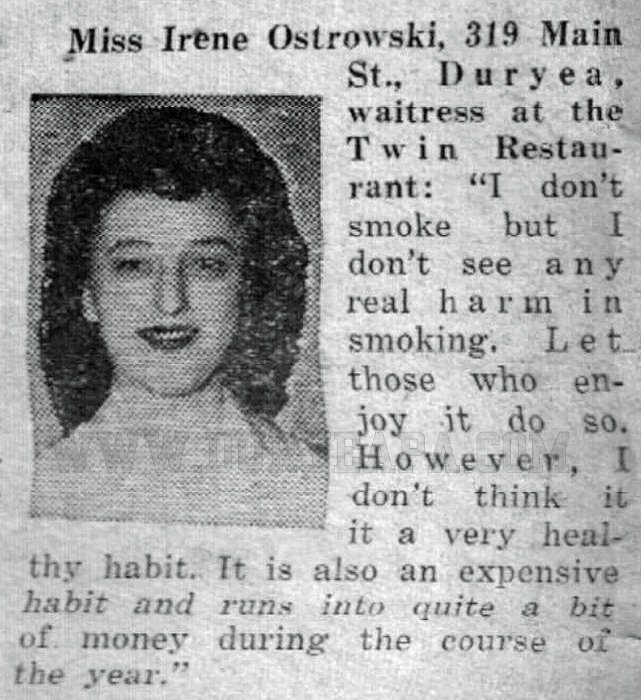 Miss Irene Ostrowski, 319 Main
St., Duryea,
waitress at the
Twin Restau-
rant: "I don't
smoke but I
don't see any
real harm in
smoking. Let
those who en-
joy it do so.
However, I
don't think it
it a very heal-
thy habit. It is also an expensive
habit and runs into quite a bit
of money during the course of
the year."
WWW.DURYEAPA.COM